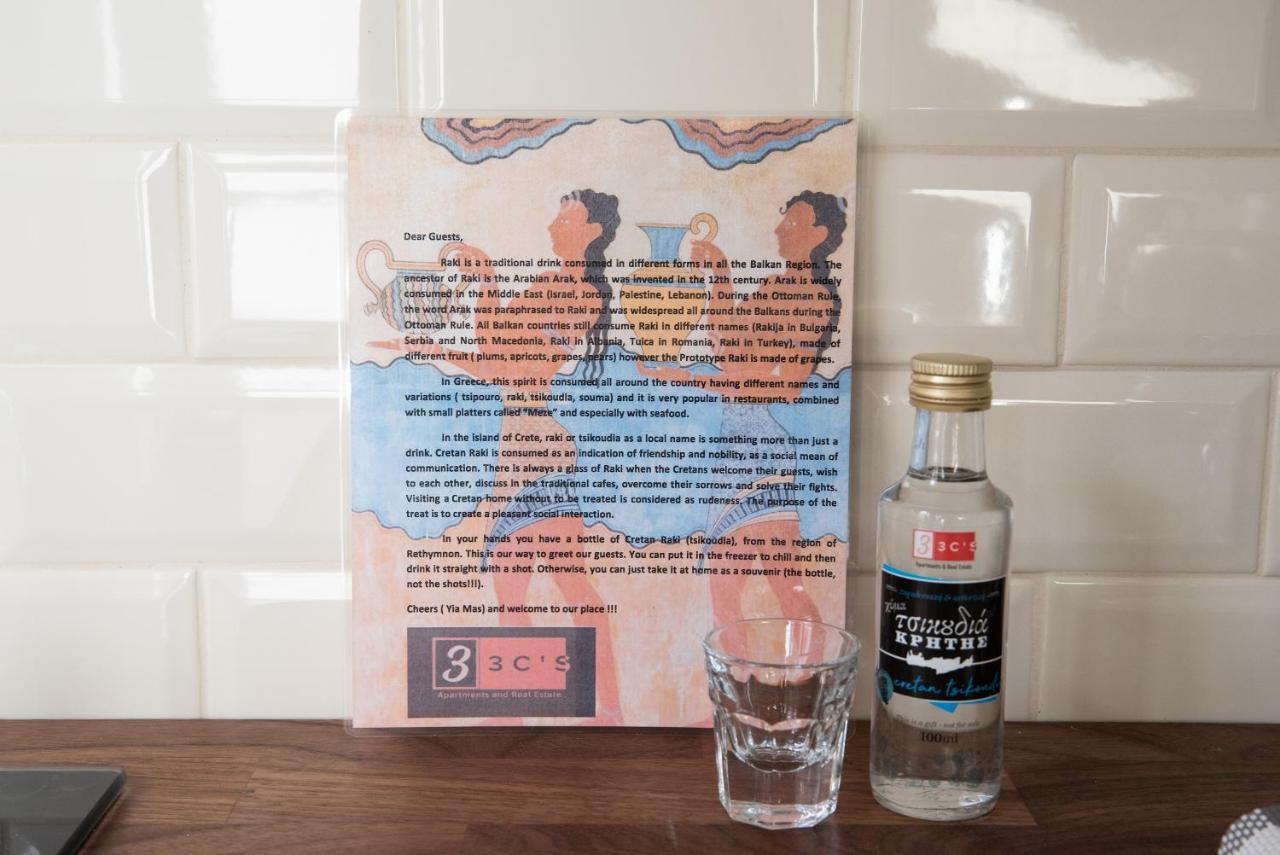 Dear Guests,
Raki is a traditional drink consumed in different forms in all the Balkan Region. The
ancestor of Raki is the Arabian Arak, which was invented in the 12th century. Arak is widely
consumed in the Middle East (Israel, Jordan, Palestine, Lebanon). During the Ottoman Rule,
the word Arak was paraphrased to Raki and was widespread all around the Balkans during the
Ottoman Rule. All Balkan countries still consume Raki in different names (Rakija in Bulgaria,
Serbia and North Macedonia, Raki in Albania, Tuica in Romania, Raki in Turkey), made of
different fruit ( plums, apricots, grapes, pears) however the Prototype Raki is made of grapes.
In Greece, this spirit is consumed all around the country having different names and
variations ( tsipouro, raki, tsikoudia, souma) and it is very popular in restaurants, combined
with small platters called "Meze" and especially with seafood.
In the island of Crete, raki or tsikoudia as a local name is something more than just a
drink. Cretan Raki is consumed as an indication of friendship and nobility, as a social mean of
communication. There is always a glass of Raki when the Cretans welcome their guests, wish
to each other, discuss in the traditional cafes, overcome their sorrows and solve their fights.
Visiting a Cretan home without to be treated is considered as rudeness. The purpose of the
treat is to create a pleasant social interaction.
In your hands you have a bottle of Cretan Raki (tsikoudia), from the region of
Rethymnon. This is our way to greet our guests. You can put it in the freezer to chill and then
drink it straight with a shot. Otherwise, you can just take it at home as a souvenir (the bottle,
not the shots!!!).
Cheers ( Yia Mas) and welcome to our place !!!
3 3C'S
Apartments and Real Estate
3 3C'S
Apartments & Real Estate
χύμα
τσικουδιά
ΚΡΗΤΗΣ
cretan tsikoudia
This is a gift - not for sale
100ml